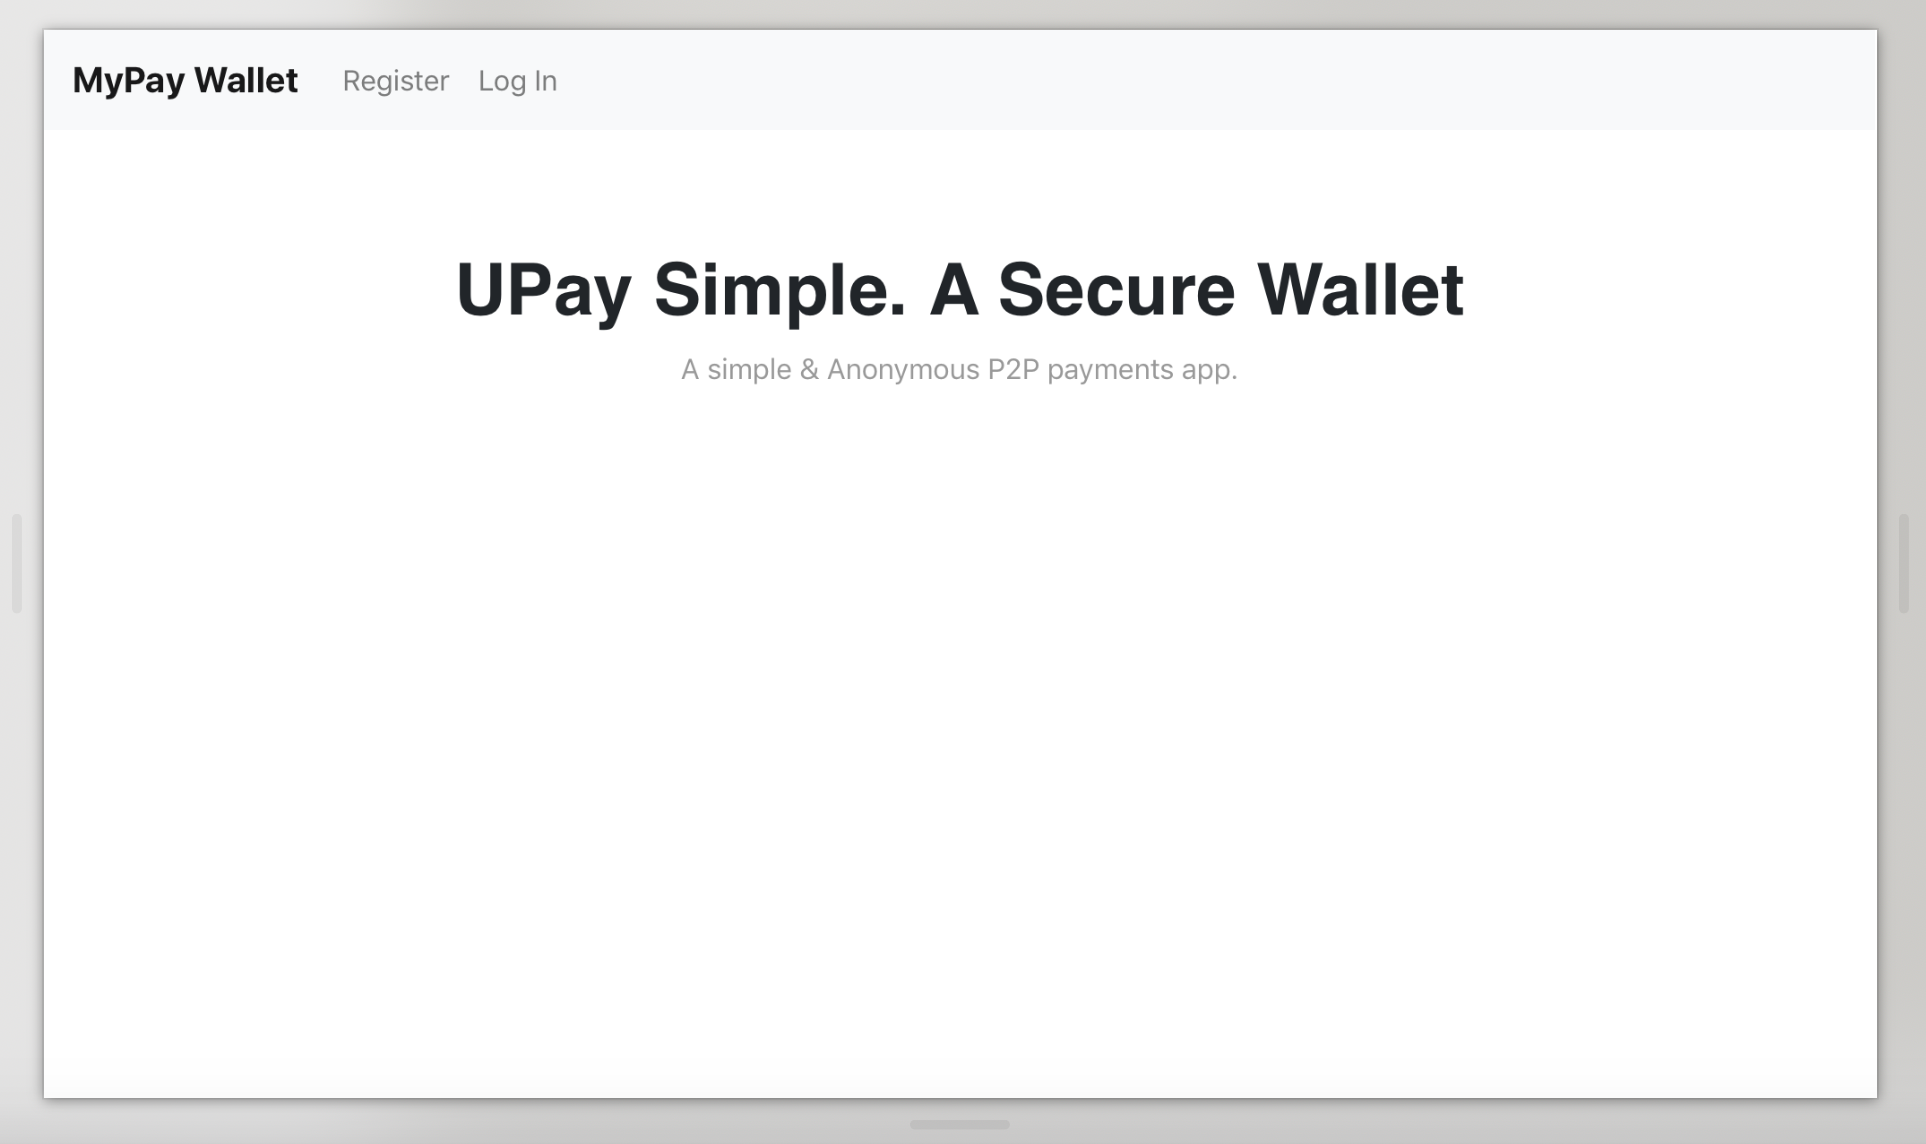 MyPay Wallet Register Log In
UPay Simple. A Secure Wallet
A simple & Anonymous P2P payments app.